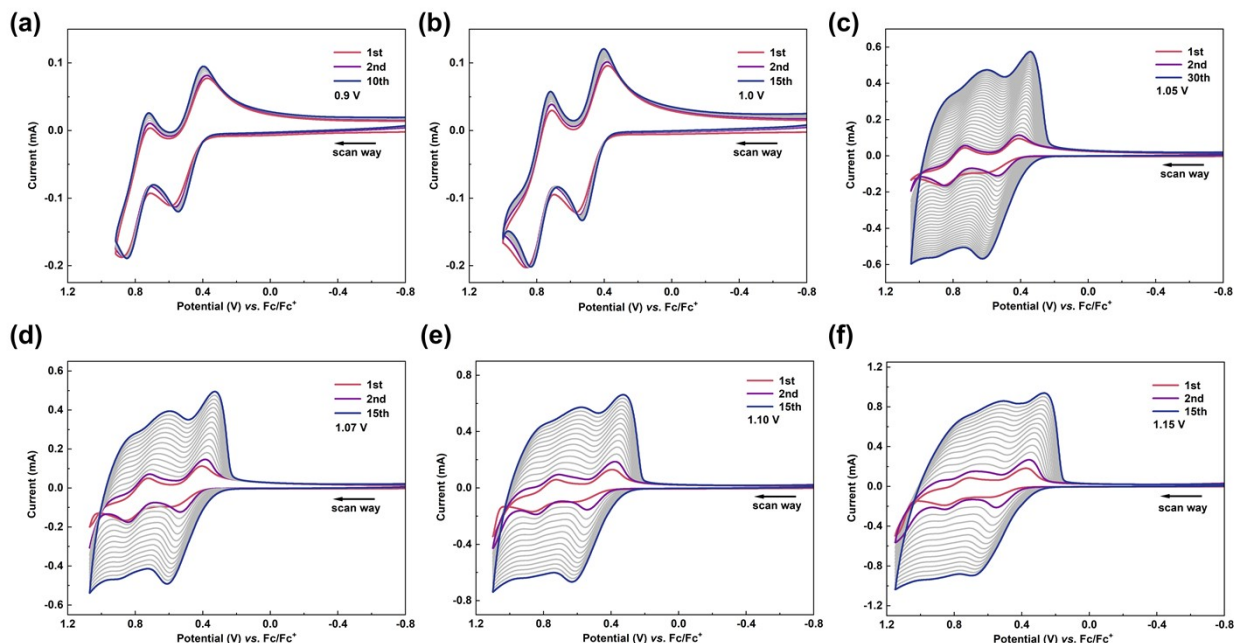 (a)
0.1
0.0
-0.1
-0.2
Current (mA)
1st
2nd
10th
0.9 V
scan way
1.2 0.8 0.4 0.0 -0.4 -0.8
Potential (V) vs. Fc/Fc+
(b)
0.1
0.0
-0.1
-0.2
Current (mA)
1st
2nd
15th
1.0 V
scan way
1.2 0.8 0.4 0.0 -0.4 -0.8
Potential (V) vs. Fc/Fc+
(c)
0.6
0.4
0.2
0.0
-0.2
-0.4
-0.6
Current (mA)
1st
2nd
30th
1.05 V
scan way
1.2 0.8 0.4 0.0 -0.4 -0.8
Potential (V) vs. Fc/Fc+
(d)
0.6
0.4
0.2
0.0
-0.2
-0.4
-0.6
Current (mA)
1st
2nd
15th
1.07 V
scan way
1.2 0.8 0.4 0.0 -0.4 -0.8
Potential (V) vs. Fc/Fc+
(e)
0.8
0.4
0.0
-0.4
-0.8
Current (mA)
1st
2nd
15th
1.10 V
scan way
1.2 0.8 0.4 0.0 -0.4 -0.8
Potential (V) vs. Fc/Fc+
(f)
1.2
0.8
0.4
0.0
-0.4
-0.8
-1.2
Current (mA)
1st
2nd
15th
1.15 V
scan way
1.2 0.8 0.4 0.0 -0.4 -0.8
Potential (V) vs. Fc/Fc+